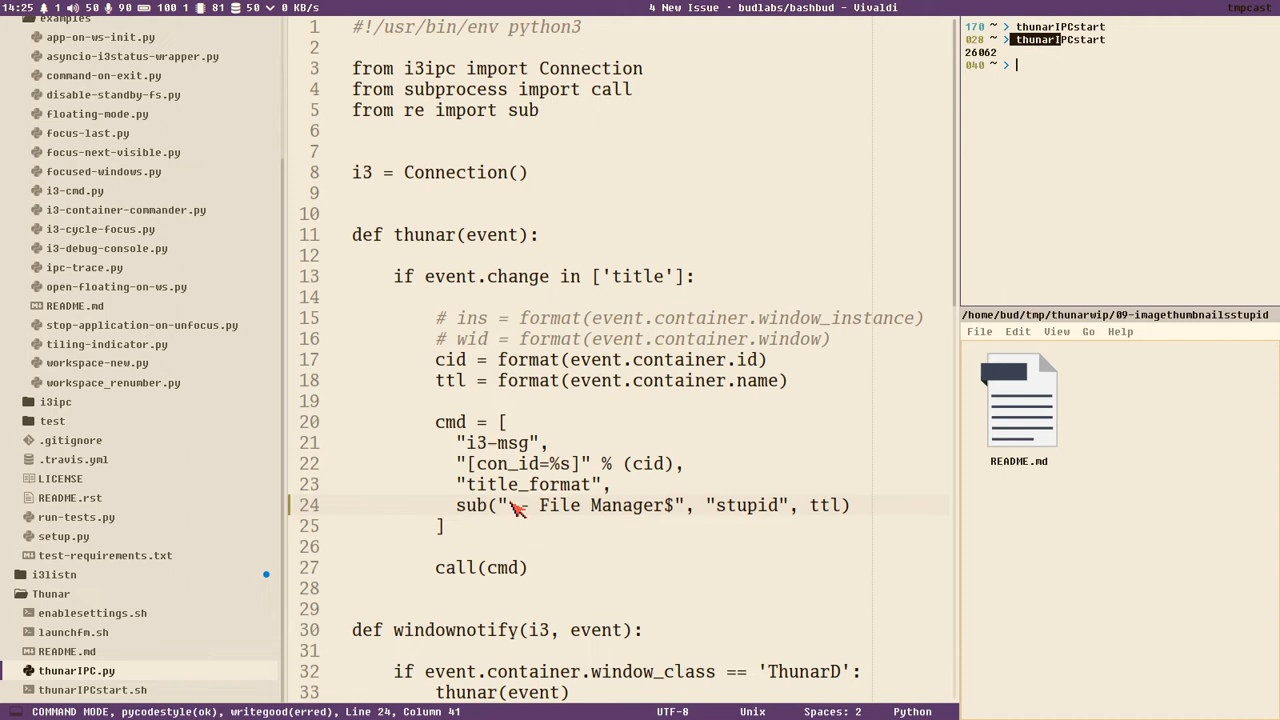 14:25 1 50 90 100 1 81 50 0 KB/s
4 New Issue · budlabs/bashbud - Vivaldi
tmpcast
examples
app-on-ws-init.py
asyncio-i3status-wrapper.py
command-on-exit.py
disable-standby-fs.py
floating-mode.py
focus-last.py
focus-next-visible.py
focused-windows.py
i3-cmd.py
i3-container-commander.py
i3-cycle-focus.py
i3-debug-console.py
ipc-trace.py
open-floating-on-ws.py
README.md
stop-application-on-unfocus.py
tiling-indicator.py
workspace-new.py
workspace_renumber.py
i3ipc
test
.gitignore
.travis.yml
LICENSE
README.rst
run-tests.py
setup.py
test-requirements.txt
i3listn
Thunar
enablesettings.sh
launchfm.sh
README.md
thunarIPC.py
thunarIPCstart.sh
1 #!/usr/bin/env python3
2
3 from i3ipc import Connection
4 from subprocess import call
5 from re import sub
6
7
8 i3 = Connection()
9
10
11 def thunar(event):
12
13     if event.change in ['title']:
14
15         # ins = format(event.container.window_instance)
16         # wid = format(event.container.window)
17         cid = format(event.container.id)
18         ttl = format(event.container.name)
19
20         cmd = [
21           "i3-msg",
22           "[con_id=%s]" % (cid),
23           "title_format",
24           sub(" - File Manager$", "stupid", ttl)
25         ]
26
27         call(cmd)
28
29
30 def windownotify(i3, event):
31
32     if event.container.window_class == 'ThunarD':
33         thunar(event)
170 ~ > thunarIPCstart
028 ~ > thunarIPCstart
26062
040 ~ >
/home/bud/tmp/thunarwip/09-imagethumbnailsstupid
File Edit View Go Help
README.md
COMMAND MODE, pycodestyle(ok), writegood(erred), Line 24, Column 41
UTF-8 Unix Spaces: 2 Python